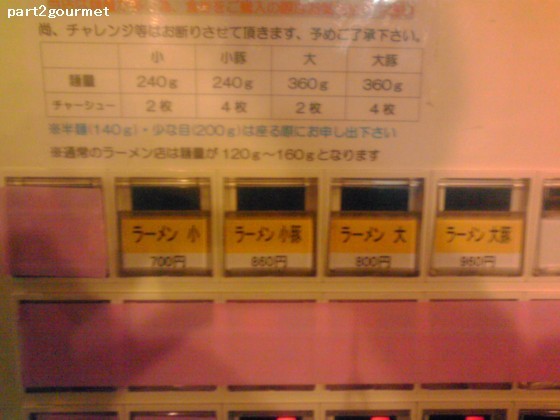 part2gourmet
尚、チャレンジ等はお断りさせて頂きます、予めご了承下さい。
小 小豚 大 大豚
麺量 240g 240g 360g 360g
チャーシュー 2枚 4枚 2枚 4枚
※半麺(140g)・少な目(200g)は座る際にお申し出下さい
※通常のラーメン店は麺量が120g~160gとなります
ラーメン 小 ラーメン小豚 ラーメン 大 ラーメン大豚
700円 860円 800円 960円